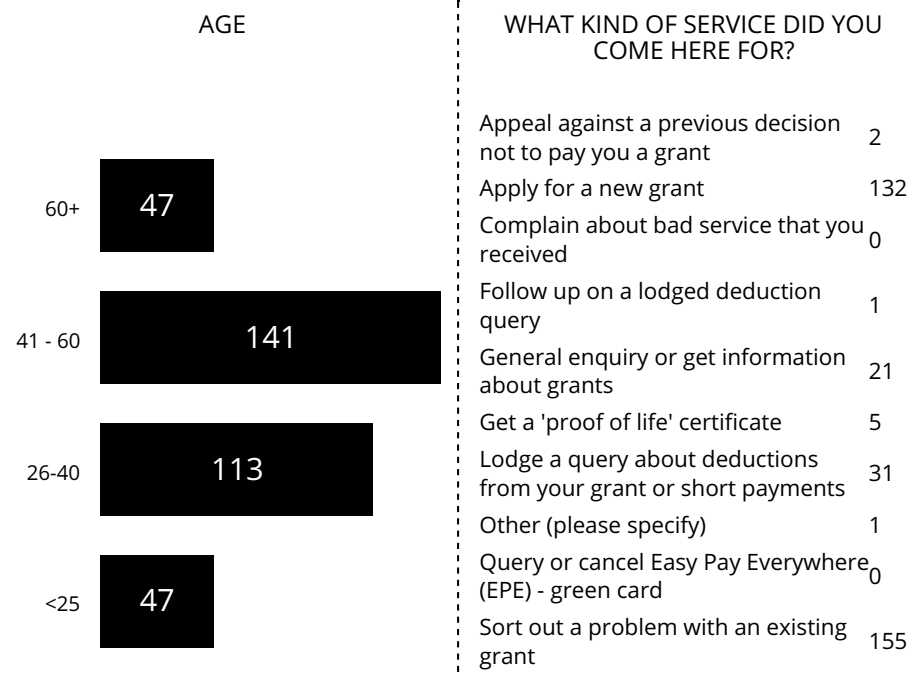 AGE
60+
47
41 - 60
141
26-40
113
<25
47
WHAT KIND OF SERVICE DID YOU
COME HERE FOR?
Appeal against a previous decision
not to pay you a grant
2
Apply for a new grant
132
Complain about bad service that you
received
0
Follow up on a lodged deduction
query
1
General enquiry or get information
about grants
21
Get a 'proof of life' certificate
5
Lodge a query about deductions
from your grant or short payments
31
Other (please specify)
1
Query or cancel Easy Pay Everywhere
(EPE) - green card
0
Sort out a problem with an existing
grant
155